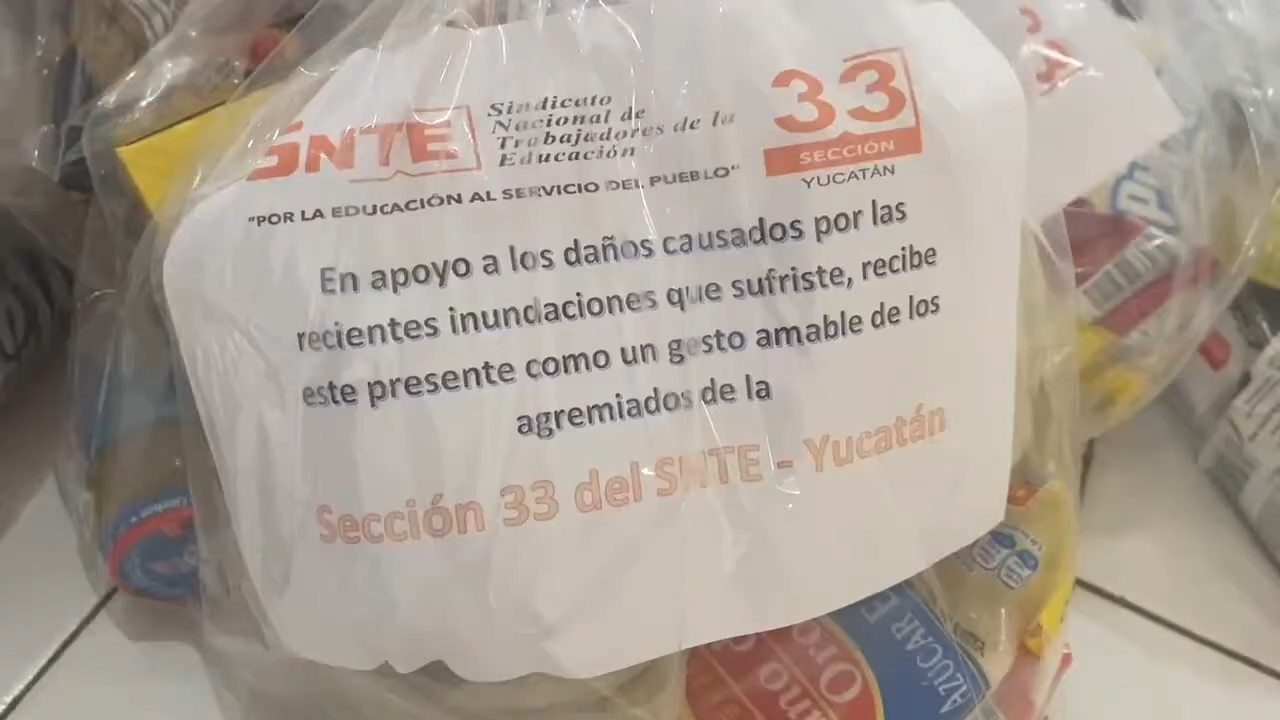 SNTE
Sindicato
Nacional de
Trabajadores de la
Educación
33
SECCIÓN
YUCATÁN
"POR LA EDUCACIÓN AL SERVICIO DEL PUEBLO"
En apoyo a los daños causados por las
recientes inundaciones que sufriste, recibe
este presente como un gesto amable de los
agremiados de la
Sección 33 del SNTE - Yucatán
Oro
AZÚCAR